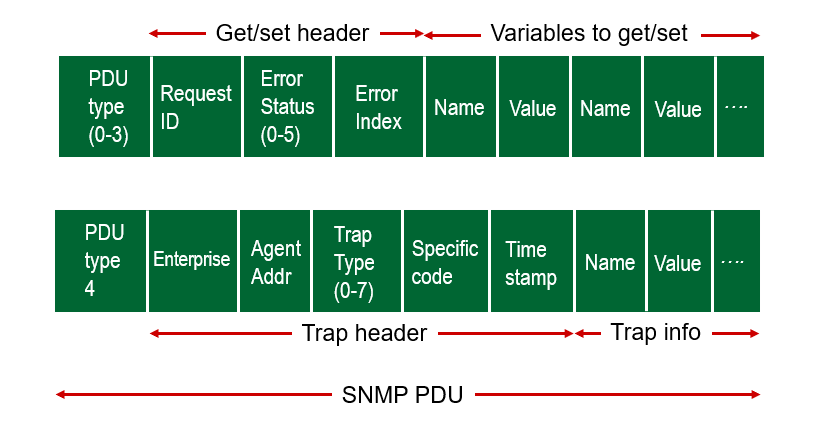 Get/set header
Variables to get/set
PDU
type
(0-3)
Request
ID
Error
Status
(0-5)
Error
Index
Name
Value
Name
Value
....
PDU
type
4
Enterprise
Agent
Addr
Trap
Type
(0-7)
Specific
code
Time
stamp
Name
Value
....
Trap header
Trap info
SNMP PDU